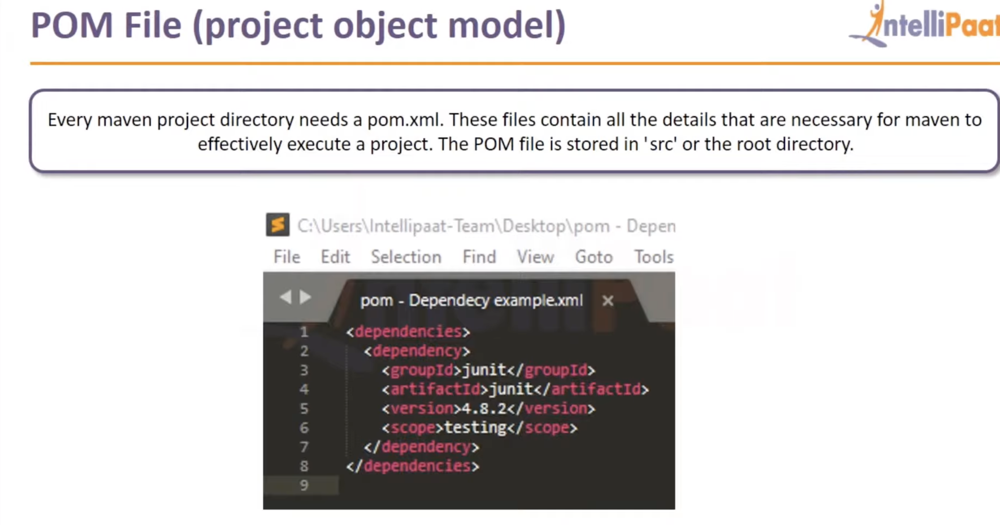 POM File (project object model)
IntelliPaat
Every maven project directory needs a pom.xml. These files contain all the details that are necessary for maven to
effectively execute a project. The POM file is stored in 'src' or the root directory.
C:\Users\Intellipaat-Team\Desktop\pom - Depen
File Edit Selection Find View Goto Tools
pom - Dependecy example.xml ×
1 <dependencies>
2 <dependency>
3 <groupId>junit</groupId>
4 <artifactId>junit</artifactId>
5 <version>4.8.2</version>
6 <scope>testing</scope>
7 </dependency>
8 </dependencies>
9